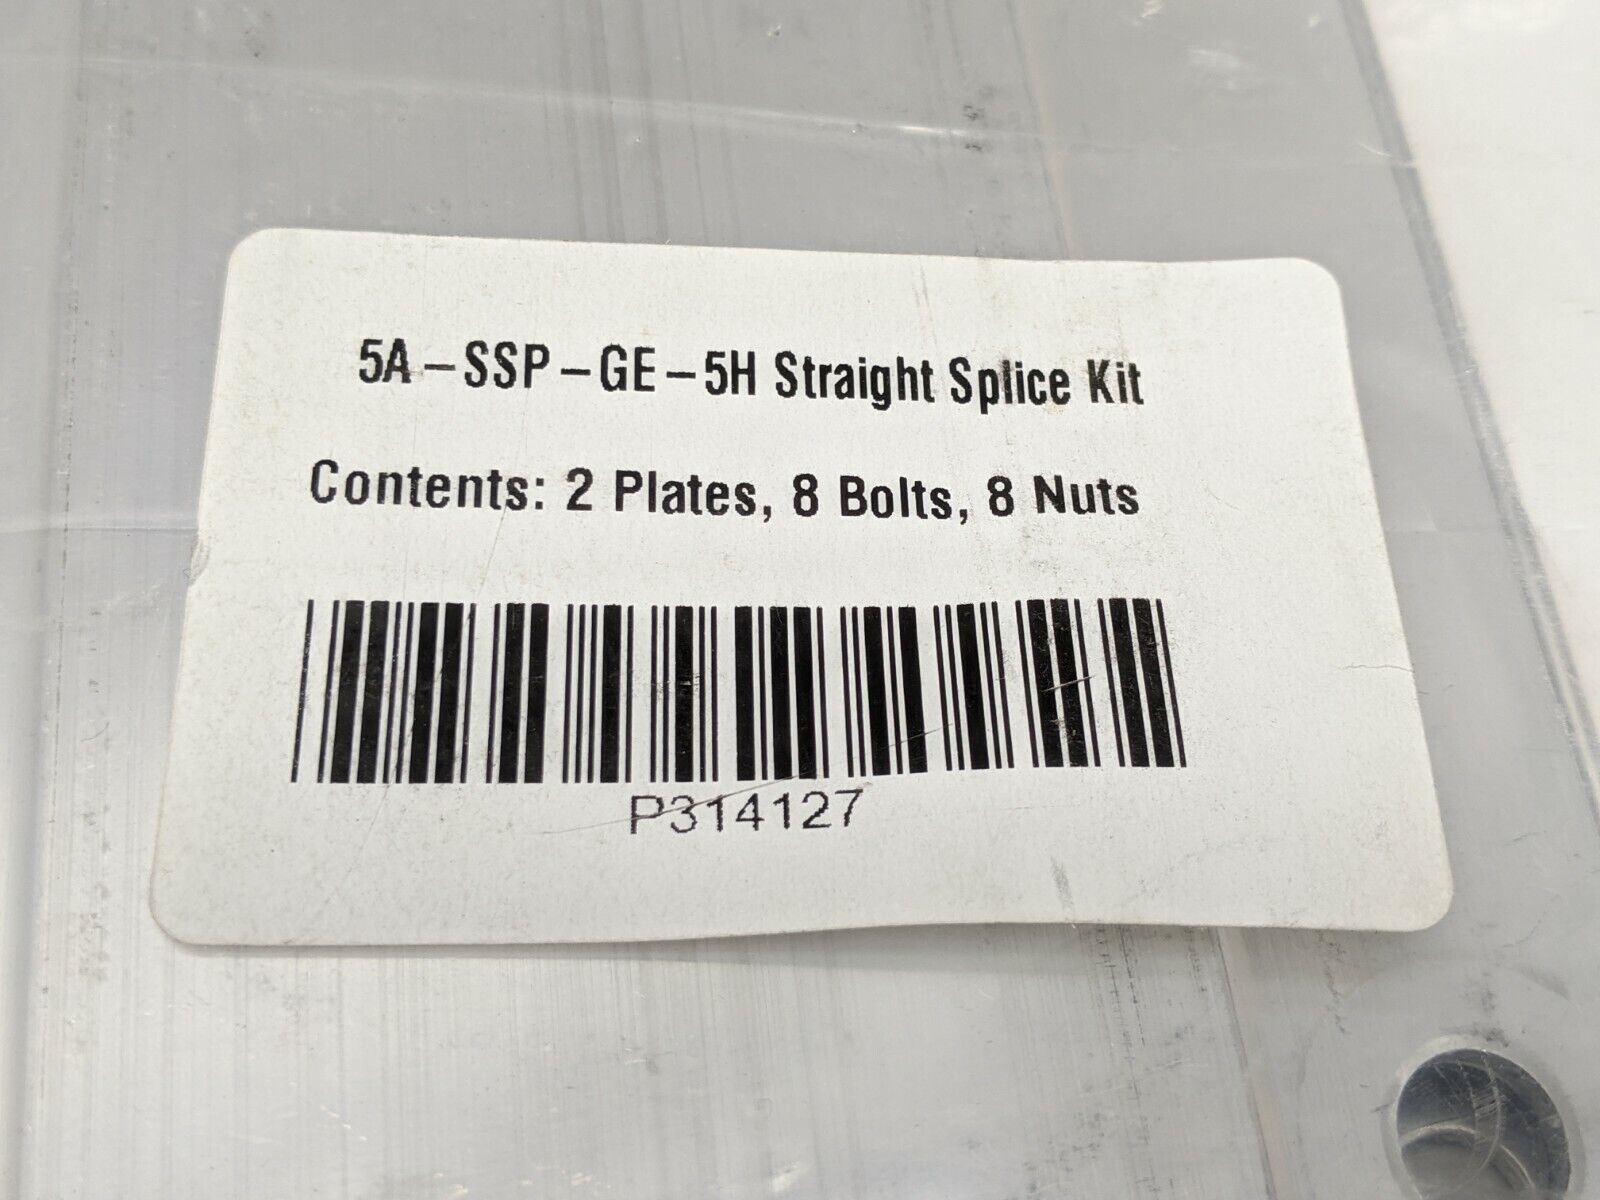 5A-SSP-GE-5H Straight Splice Kit
Contents: 2 Plates, 8 Bolts, 8 Nuts
P314127